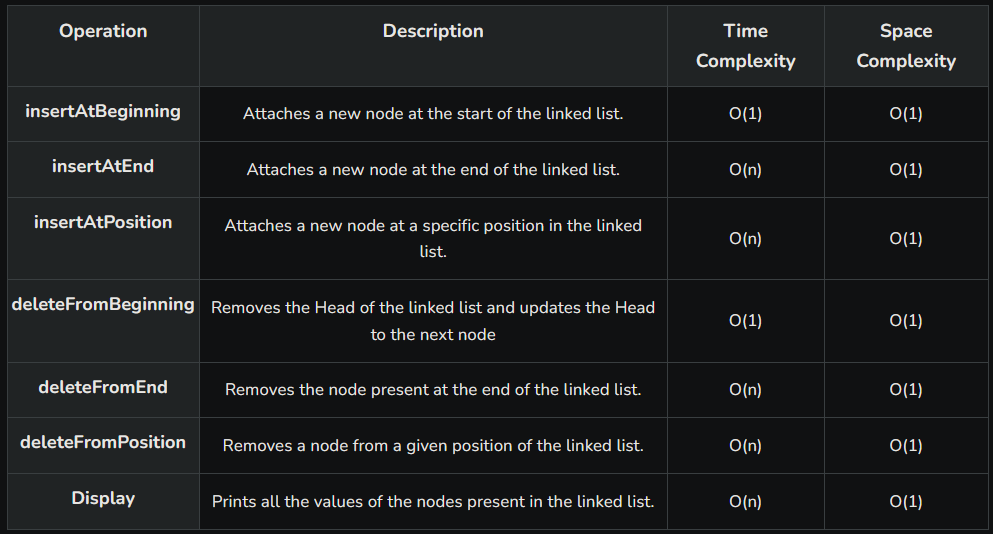 Operation Description Time Complexity Space Complexity
insertAtBeginning Attaches a new node at the start of the linked list. O(1) O(1)
insertAtEnd Attaches a new node at the end of the linked list. O(n) O(1)
insertAtPosition Attaches a new node at a specific position in the linked
list. O(n) O(1)
deleteFromBeginning Removes the Head of the linked list and updates the Head
to the next node O(1) O(1)
deleteFromEnd Removes the node present at the end of the linked list. O(n) O(1)
deleteFromPosition Removes a node from a given position of the linked list. O(n) O(1)
Display Prints all the values of the nodes present in the linked list. O(n) O(1)